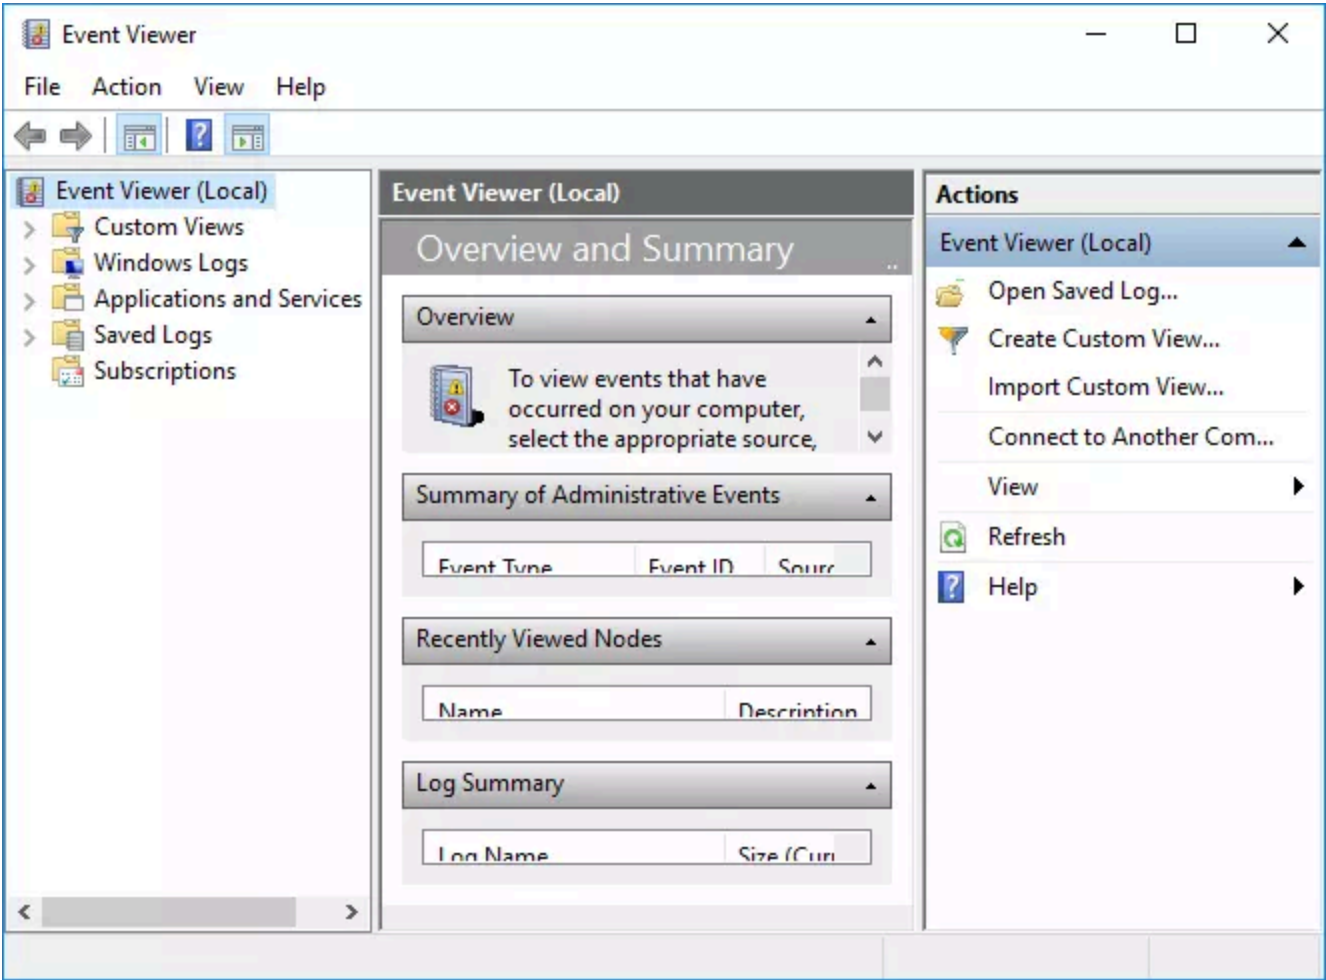 Event Viewer
File Action View Help
Event Viewer (Local)
Custom Views
Windows Logs
Applications and Services
Saved Logs
Subscriptions
Event Viewer (Local)
Overview and Summary
Overview
To view events that have
occurred on your computer,
select the appropriate source,
Summary of Administrative Events
Event Type Event ID Sourc
Recently Viewed Nodes
Name Description
Log Summary
Log Name Size (Curr
Actions
Event Viewer (Local)
Open Saved Log...
Create Custom View...
Import Custom View...
Connect to Another Com...
View
Refresh
Help